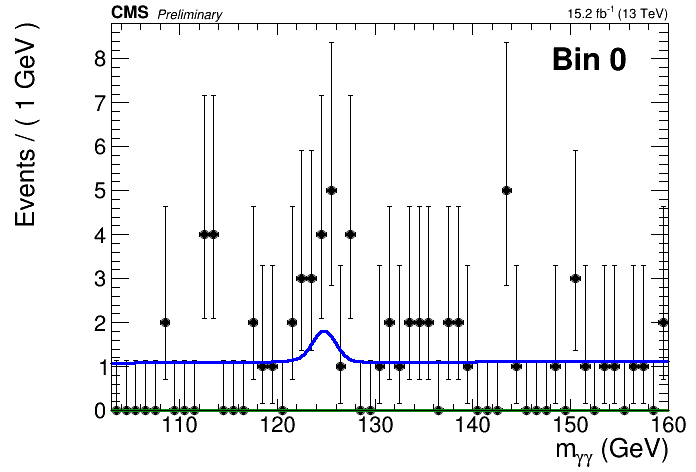 CMS Preliminary 15.2 fb⁻¹ (13 TeV)
Bin 0
Events / ( 1 GeV )
8
7
6
5
4
3
2
1
0
110 120 130 140 150 160
mγγ (GeV)